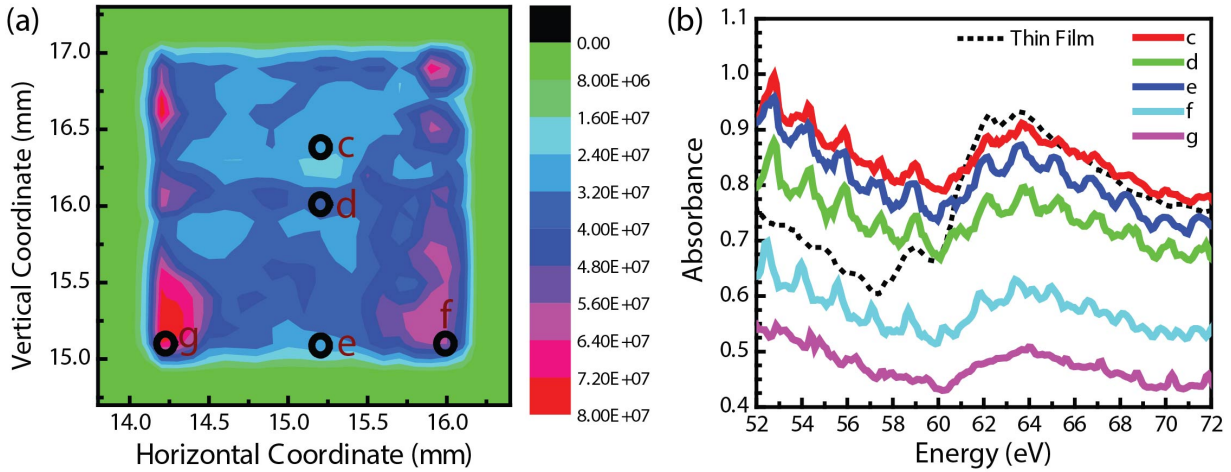 (a)
Vertical Coordinate (mm)
17.0
16.5
16.0
15.5
15.0
14.0 14.5 15.0 15.5 16.0
Horizontal Coordinate (mm)
c
d
e
f
g
0.00
8.00E +06
1.60E +07
2.40E +07
3.20E +07
4.00E +07
4.80E +07
5.60E +07
6.40E +07
7.20E +07
8.00E +07
(b)
Absorbance
1.1
1.0
0.9
0.8
0.7
0.6
0.5
0.4
52 54 56 58 60 62 64 66 68 70 72
Energy (eV)
Thin Film
c
d
e
f
g